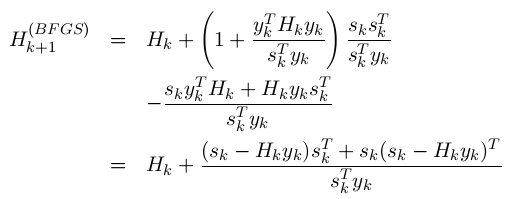 H_{k+1}^{(BFGS)} = H_k + \left( 1 + \frac{y_k^T H_k y_k}{s_k^T y_k} \right) \frac{s_k s_k^T}{s_k^T y_k}
- \frac{s_k y_k^T H_k + H_k y_k s_k^T}{s_k^T y_k}
= H_k + \frac{(s_k - H_k y_k) s_k^T + s_k (s_k - H_k y_k)^T}{s_k^T y_k}